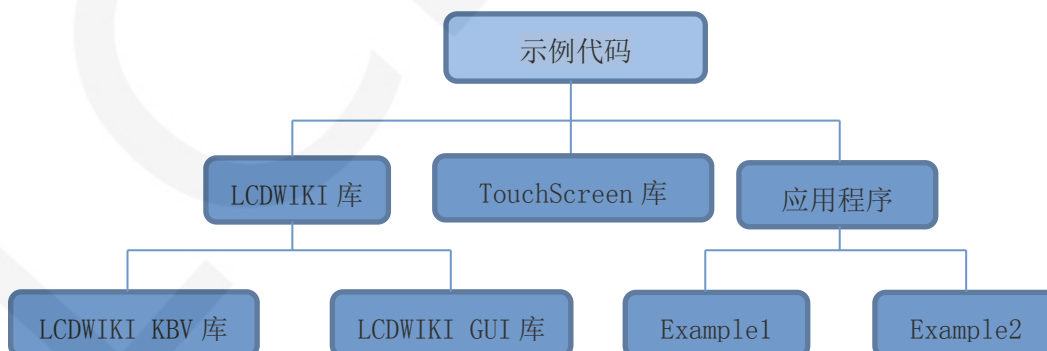 示例代码
LCDWIKI 库
TouchScreen 库
应用程序
LCDWIKI KBV 库
LCDWIKI GUI 库
Example1
Example2